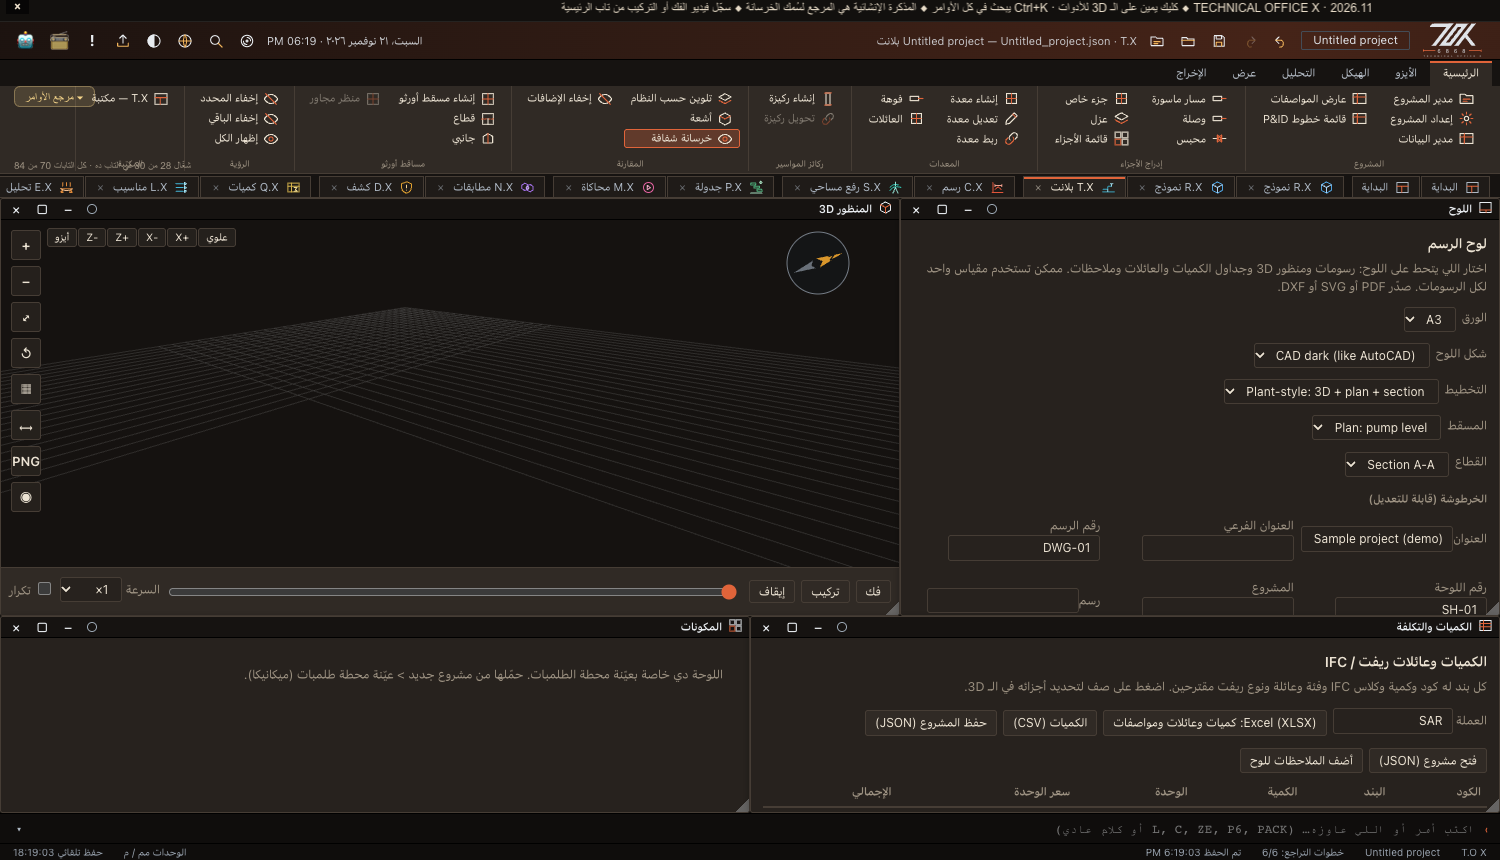 TECHNICAL OFFICE X · 2026.11 ◆ كليك يمين على الـ 3D للأدوات ◆ Ctrl+K يبحث في كل الأوامر ◆ المذكرة الإنشائية هي المرجع لسُمك الخرسانة ◆ سجّل فيديو الفك أو التركيب من تاب الرئيسية
TOX
Untitled project
T.X بلانت · Untitled project — Untitled_project.json
السبت، ٢١ نوفمبر ٢٠٢٦ · 06:19 PM
الرئيسية
الأيزو
الهيكل
التحليل
عرض
الإخراج
مدير المشروع
إعداد المشروع
مدير البيانات
عارض المواصفات
قائمة خطوط P&ID
المشروع
مسار ماسورة
وصلة
محبس
جزء خاص
عزل
قائمة الأجزاء
إدراج الأجزاء
إنشاء معدة
تعديل معدة
ربط معدة
فوهة
العائلات
المعدات
إنشاء ركيزة
تحويل ركيزة
ركائز المواسير
تلوين حسب النظام
أشعة
خرسانة شفافة
إخفاء الإضافات
المقارنة
إنشاء مسقط أورثو
قطاع
جانبي
منظر مجاور
مساقط أورثو
إخفاء المحدد
إخفاء الباقي
إظهار الكل
الرؤية
T.X — مكتبة
مرجع الأوامر
البداية
البداية
R.X نموذج ×
R.X نموذج ×
T.X بلانت ×
C.X رسم ×
S.X رفع مساحي ×
P.X جدولة ×
M.X محاكاة ×
N.X مطابقات ×
D.X كشف ×
Q.X كميات ×
L.X مناسيب ×
E.X تحليل
اللوح
لوح الرسم
اختار اللي يتحط على اللوح: رسومات ومنظور 3D وجداول الكميات والعائلات وملاحظات. ممكن تستخدم مقياس واحد
لكل الرسومات. صدّر PDF أو SVG أو DXF.
الورق A3
شكل اللوح CAD dark (like AutoCAD)
التخطيط Plant-style: 3D + plan + section
المسقط Plan: pump level
القطاع Section A-A
الخرطوشة (قابلة للتعديل)
العنوان Sample project (demo)
العنوان الفرعي
رقم الرسم DWG-01
رقم اللوحة SH-01
المشروع
رسم
المنظور 3D
علوي
X+
X-
Z+
Z-
أيزو
PNG
فك
تركيب
إيقاف
السرعة
x1
تكرار
الكميات والتكلفة
الكميات وعائلات ريفت / IFC
كل بند له كود وكمية وكلاس IFC وفئة وعائلة ونوع ريفت مقترحين. اضغط على صف لتحديد أجزائه في الـ 3D.
العملة SAR
Excel (XLSX): كميات وعائلات ومواصفات
الكميات (CSV)
حفظ المشروع (JSON)
فتح مشروع (JSON)
أضف الملاحظات للوح
الكود
البند
الكمية
الوحدة
سعر الوحدة
الإجمالي
المكونات
اللوحة دي خاصة بعيّنة محطة الطلمبات. حمّلها من مشروع جديد > عيّنة محطة طلمبات (ميكانيكا).
اكتب أمر أو اللي عاوزه… (L, C, ZE, P6, PACK أو كلام عادي)
T.O X
Untitled project
خطوات التراجع: 6/6
تم الحفظ 6:19:03 PM
الوحدات مم / م
حفظ تلقائي 18:19:03